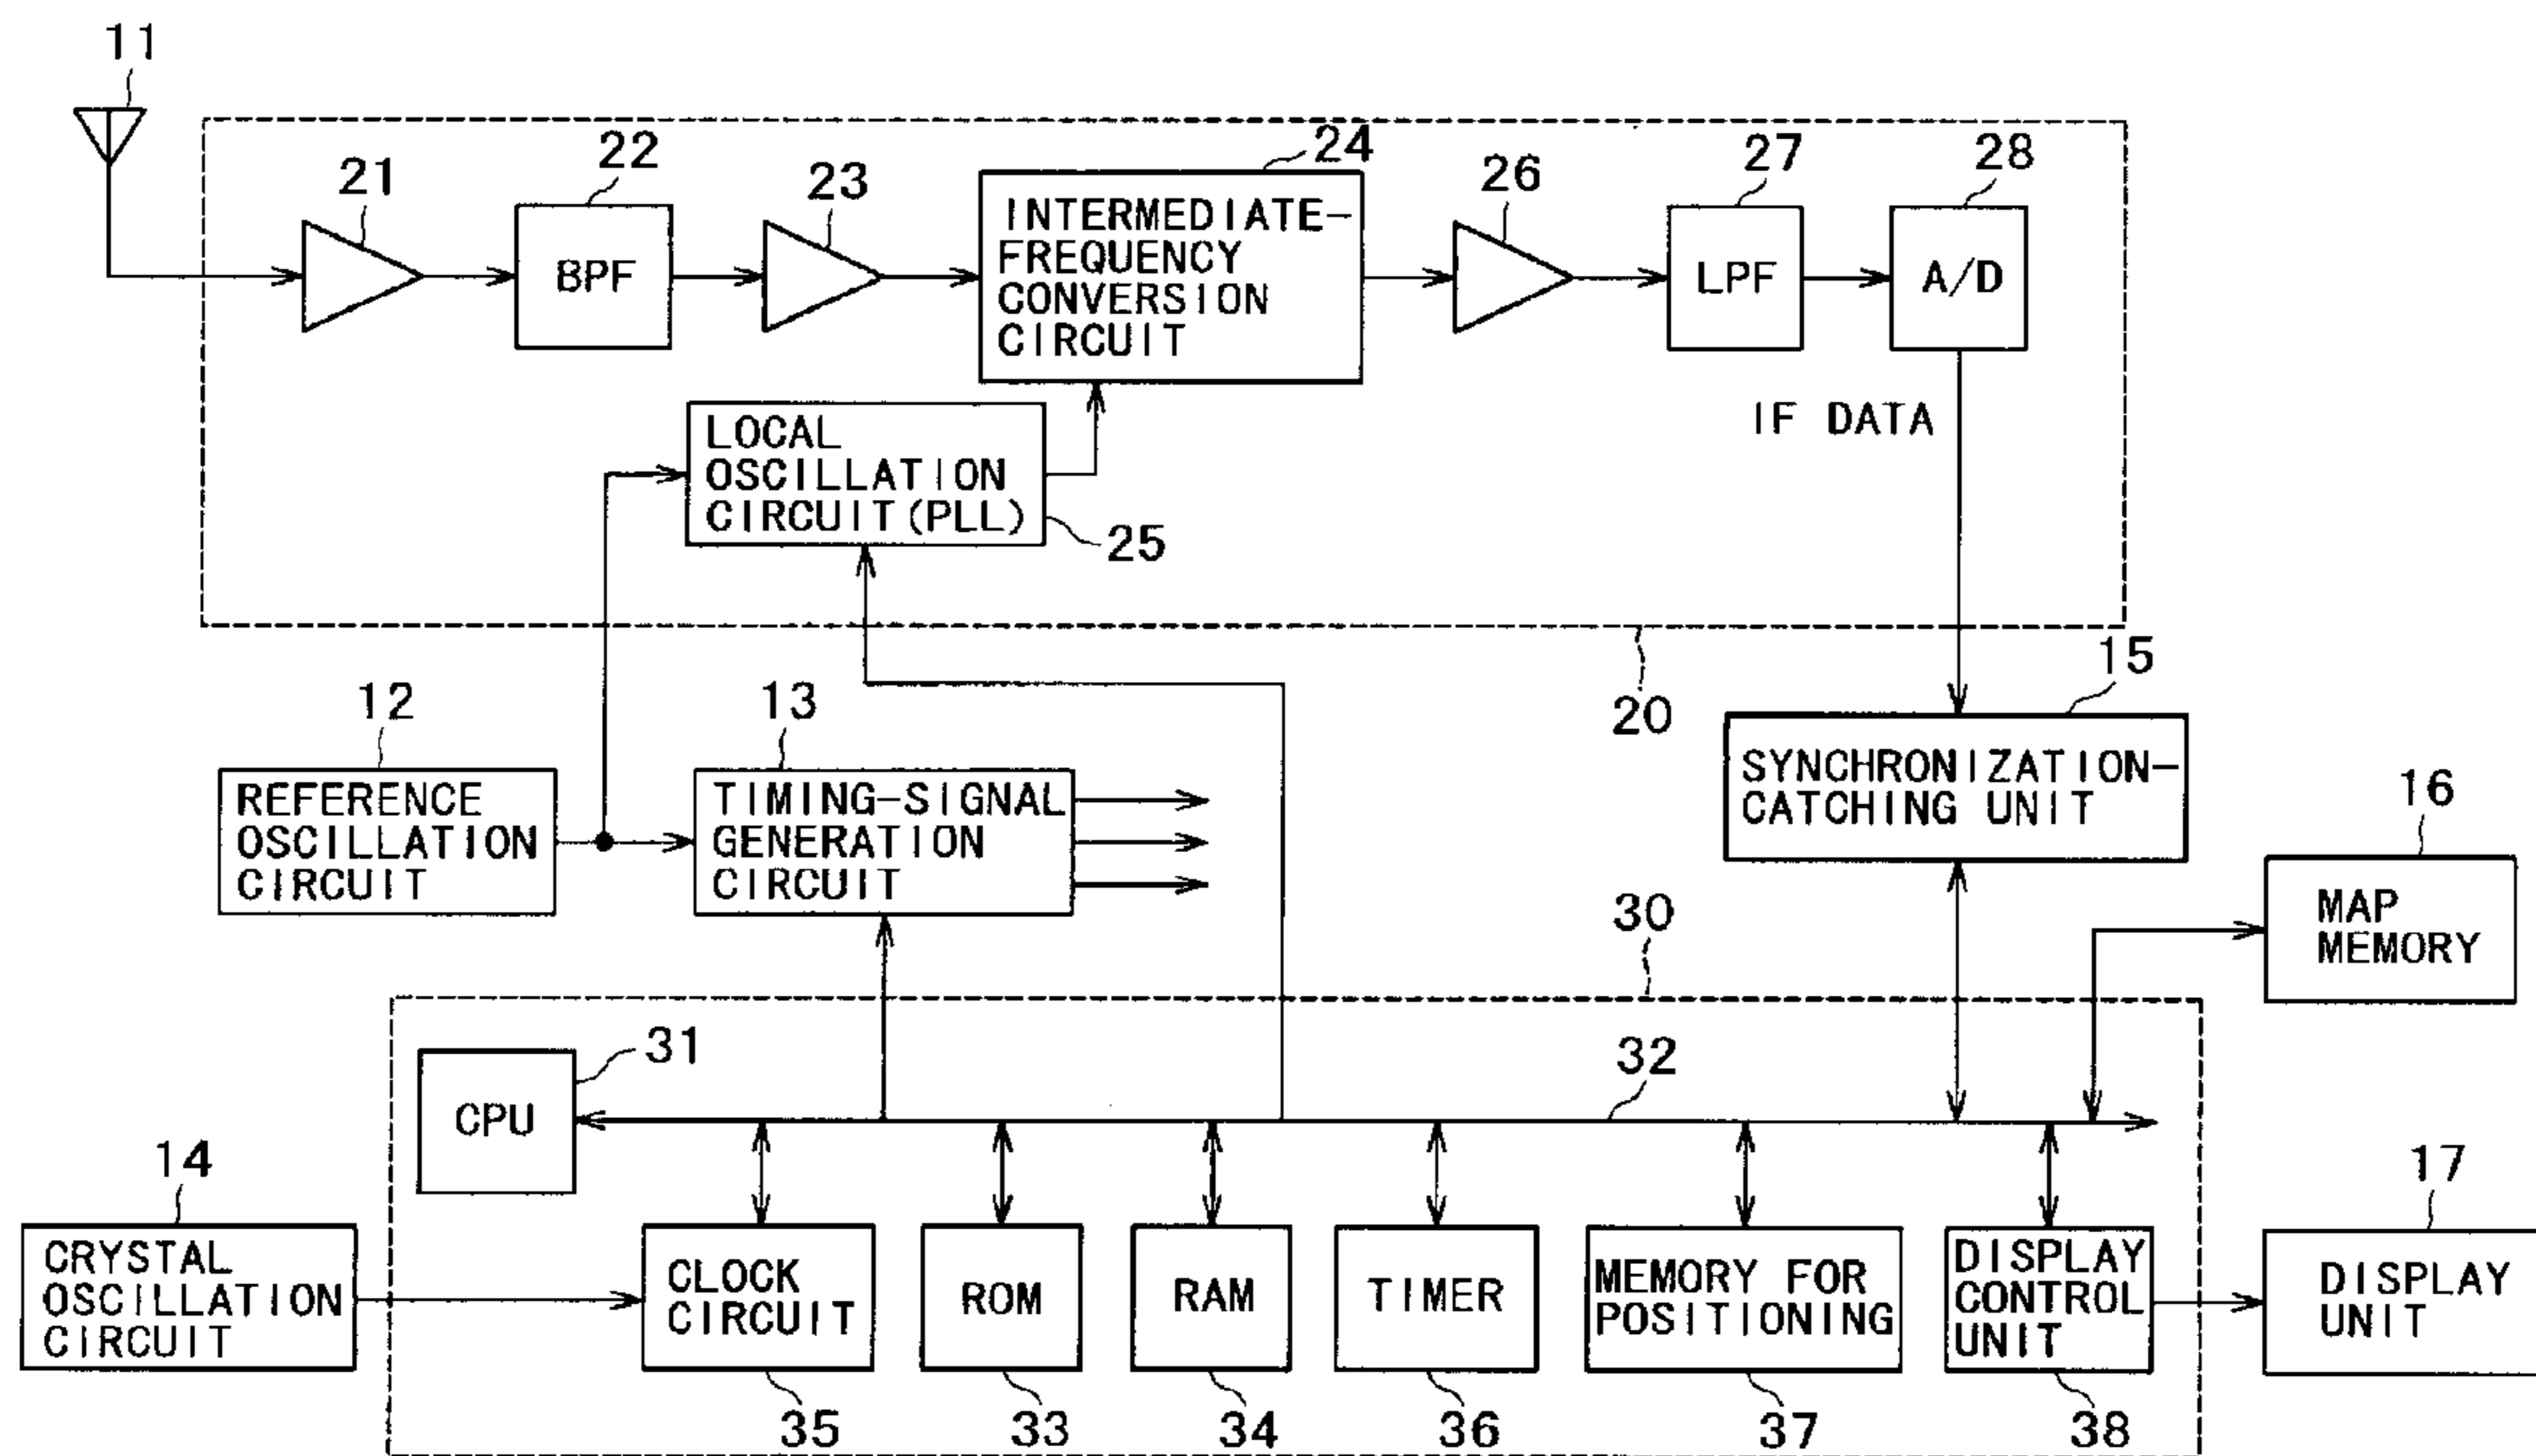 11
21
22
23
24
26
27
28
BPF
INTERMEDIATE-
FREQUENCY
CONVERSION
CIRCUIT
LPF
A/D
LOCAL
OSCILLATION
CIRCUIT(PLL)
25
IF DATA
12
13
20
15
REFERENCE
OSCILLATION
CIRCUIT
TIMING-SIGNAL
GENERATION
CIRCUIT
SYNCHRONIZATION-
CATCHING UNIT
16
MAP
MEMORY
30
31
32
CPU
14
17
CRYSTAL
OSCILLATION
CIRCUIT
CLOCK
CIRCUIT
ROM
RAM
TIMER
MEMORY FOR
POSITIONING
DISPLAY
CONTROL
UNIT
DISPLAY
UNIT
35
33
34
36
37
38